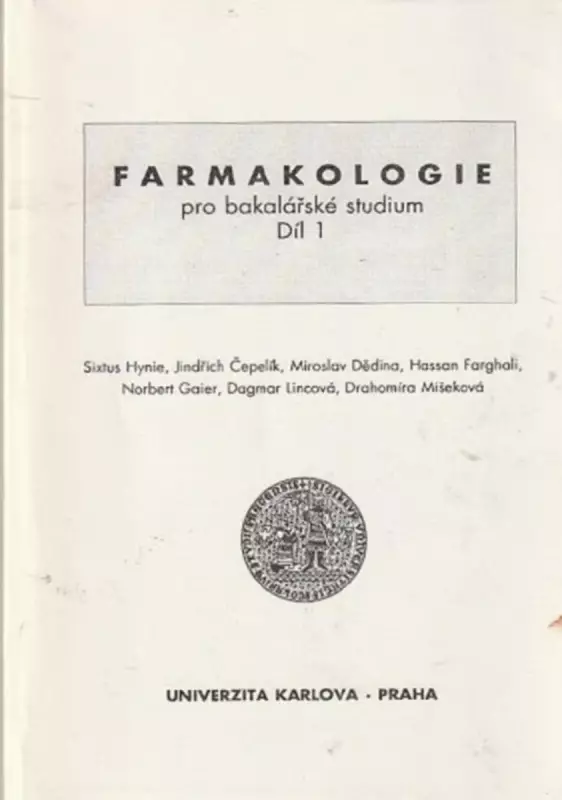 FARMAKOLOGIE
pro bakalářské studium
Díl 1
Sixtus Hynie, Jindřich Čepelík, Miroslav Dědina, Hassan Farghali,
Norbert Gaier, Dagmar Lincová, Drahomíra Mišeková
UNIVERZITA KARLOVA · PRAHA